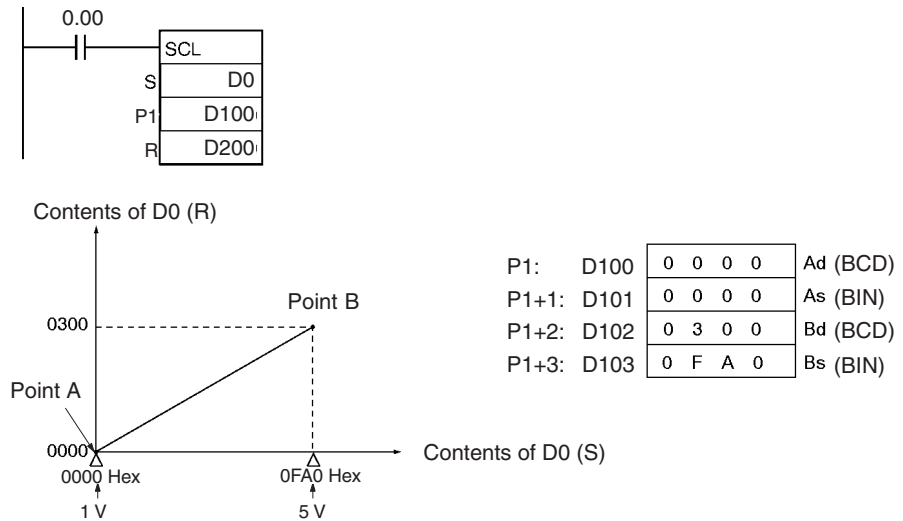 0.00
SCL
S D0
P1 D100
R D200
Contents of D0 (R)
Point B
0300
Point A
0000
Contents of D0 (S)
0000 Hex 0FA0 Hex
1 V 5 V
P1: D100 0 0 0 0 Ad (BCD)
P1+1: D101 0 0 0 0 As (BIN)
P1+2: D102 0 3 0 0 Bd (BCD)
P1+3: D103 0 F A 0 Bs (BIN)